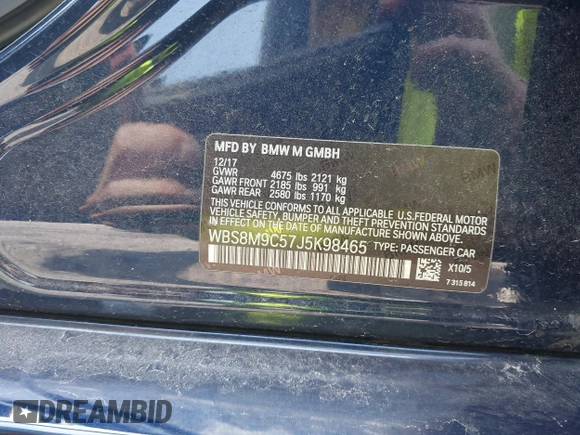 MFD BY BMW M GMBH
12/17
GVWR 4675 lbs 2121 kg
GAWR FRONT 2185 lbs 991 kg
GAWR REAR 2580 lbs 1170 kg
THIS VEHICLE CONFORMS TO ALL APPLICABLE U.S.FEDERAL MOTOR
VEHICLE SAFETY, BUMPER, AND THEFT PREVENTION STANDARDS
IN EFFECT ON THE DATE OF MANUFACTURE SHOWN ABOVE.
WBS8M9C57J5K98465 TYPE: PASSENGER CAR
X10/5
7 315 814
DREAMBID